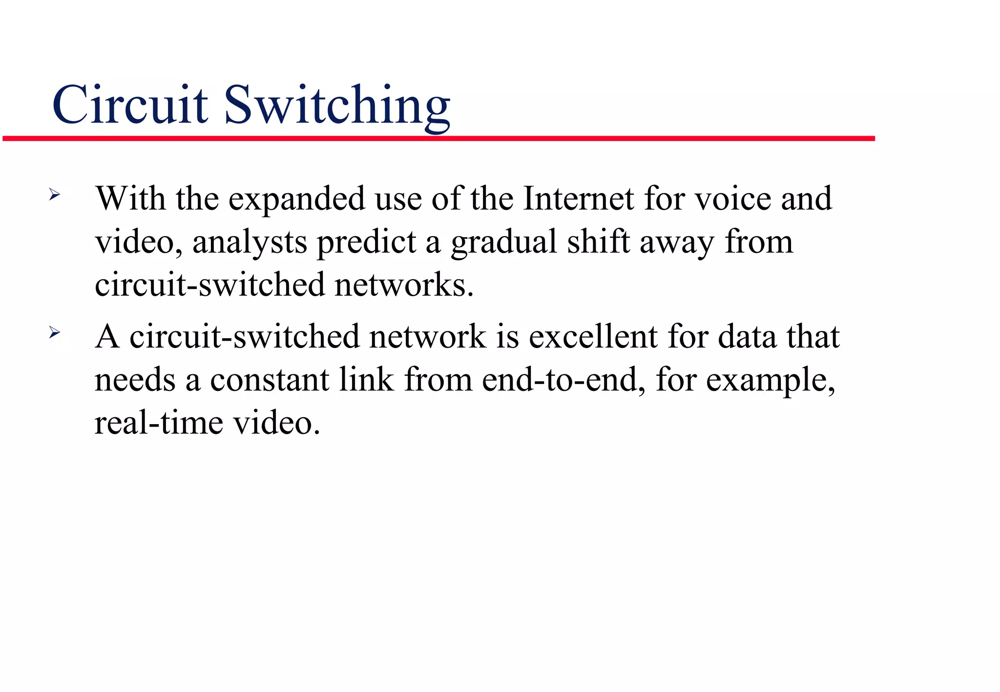 Circuit Switching
➢ With the expanded use of the Internet for voice and
video, analysts predict a gradual shift away from
circuit-switched networks.
➢ A circuit-switched network is excellent for data that
needs a constant link from end-to-end, for example,
real-time video.